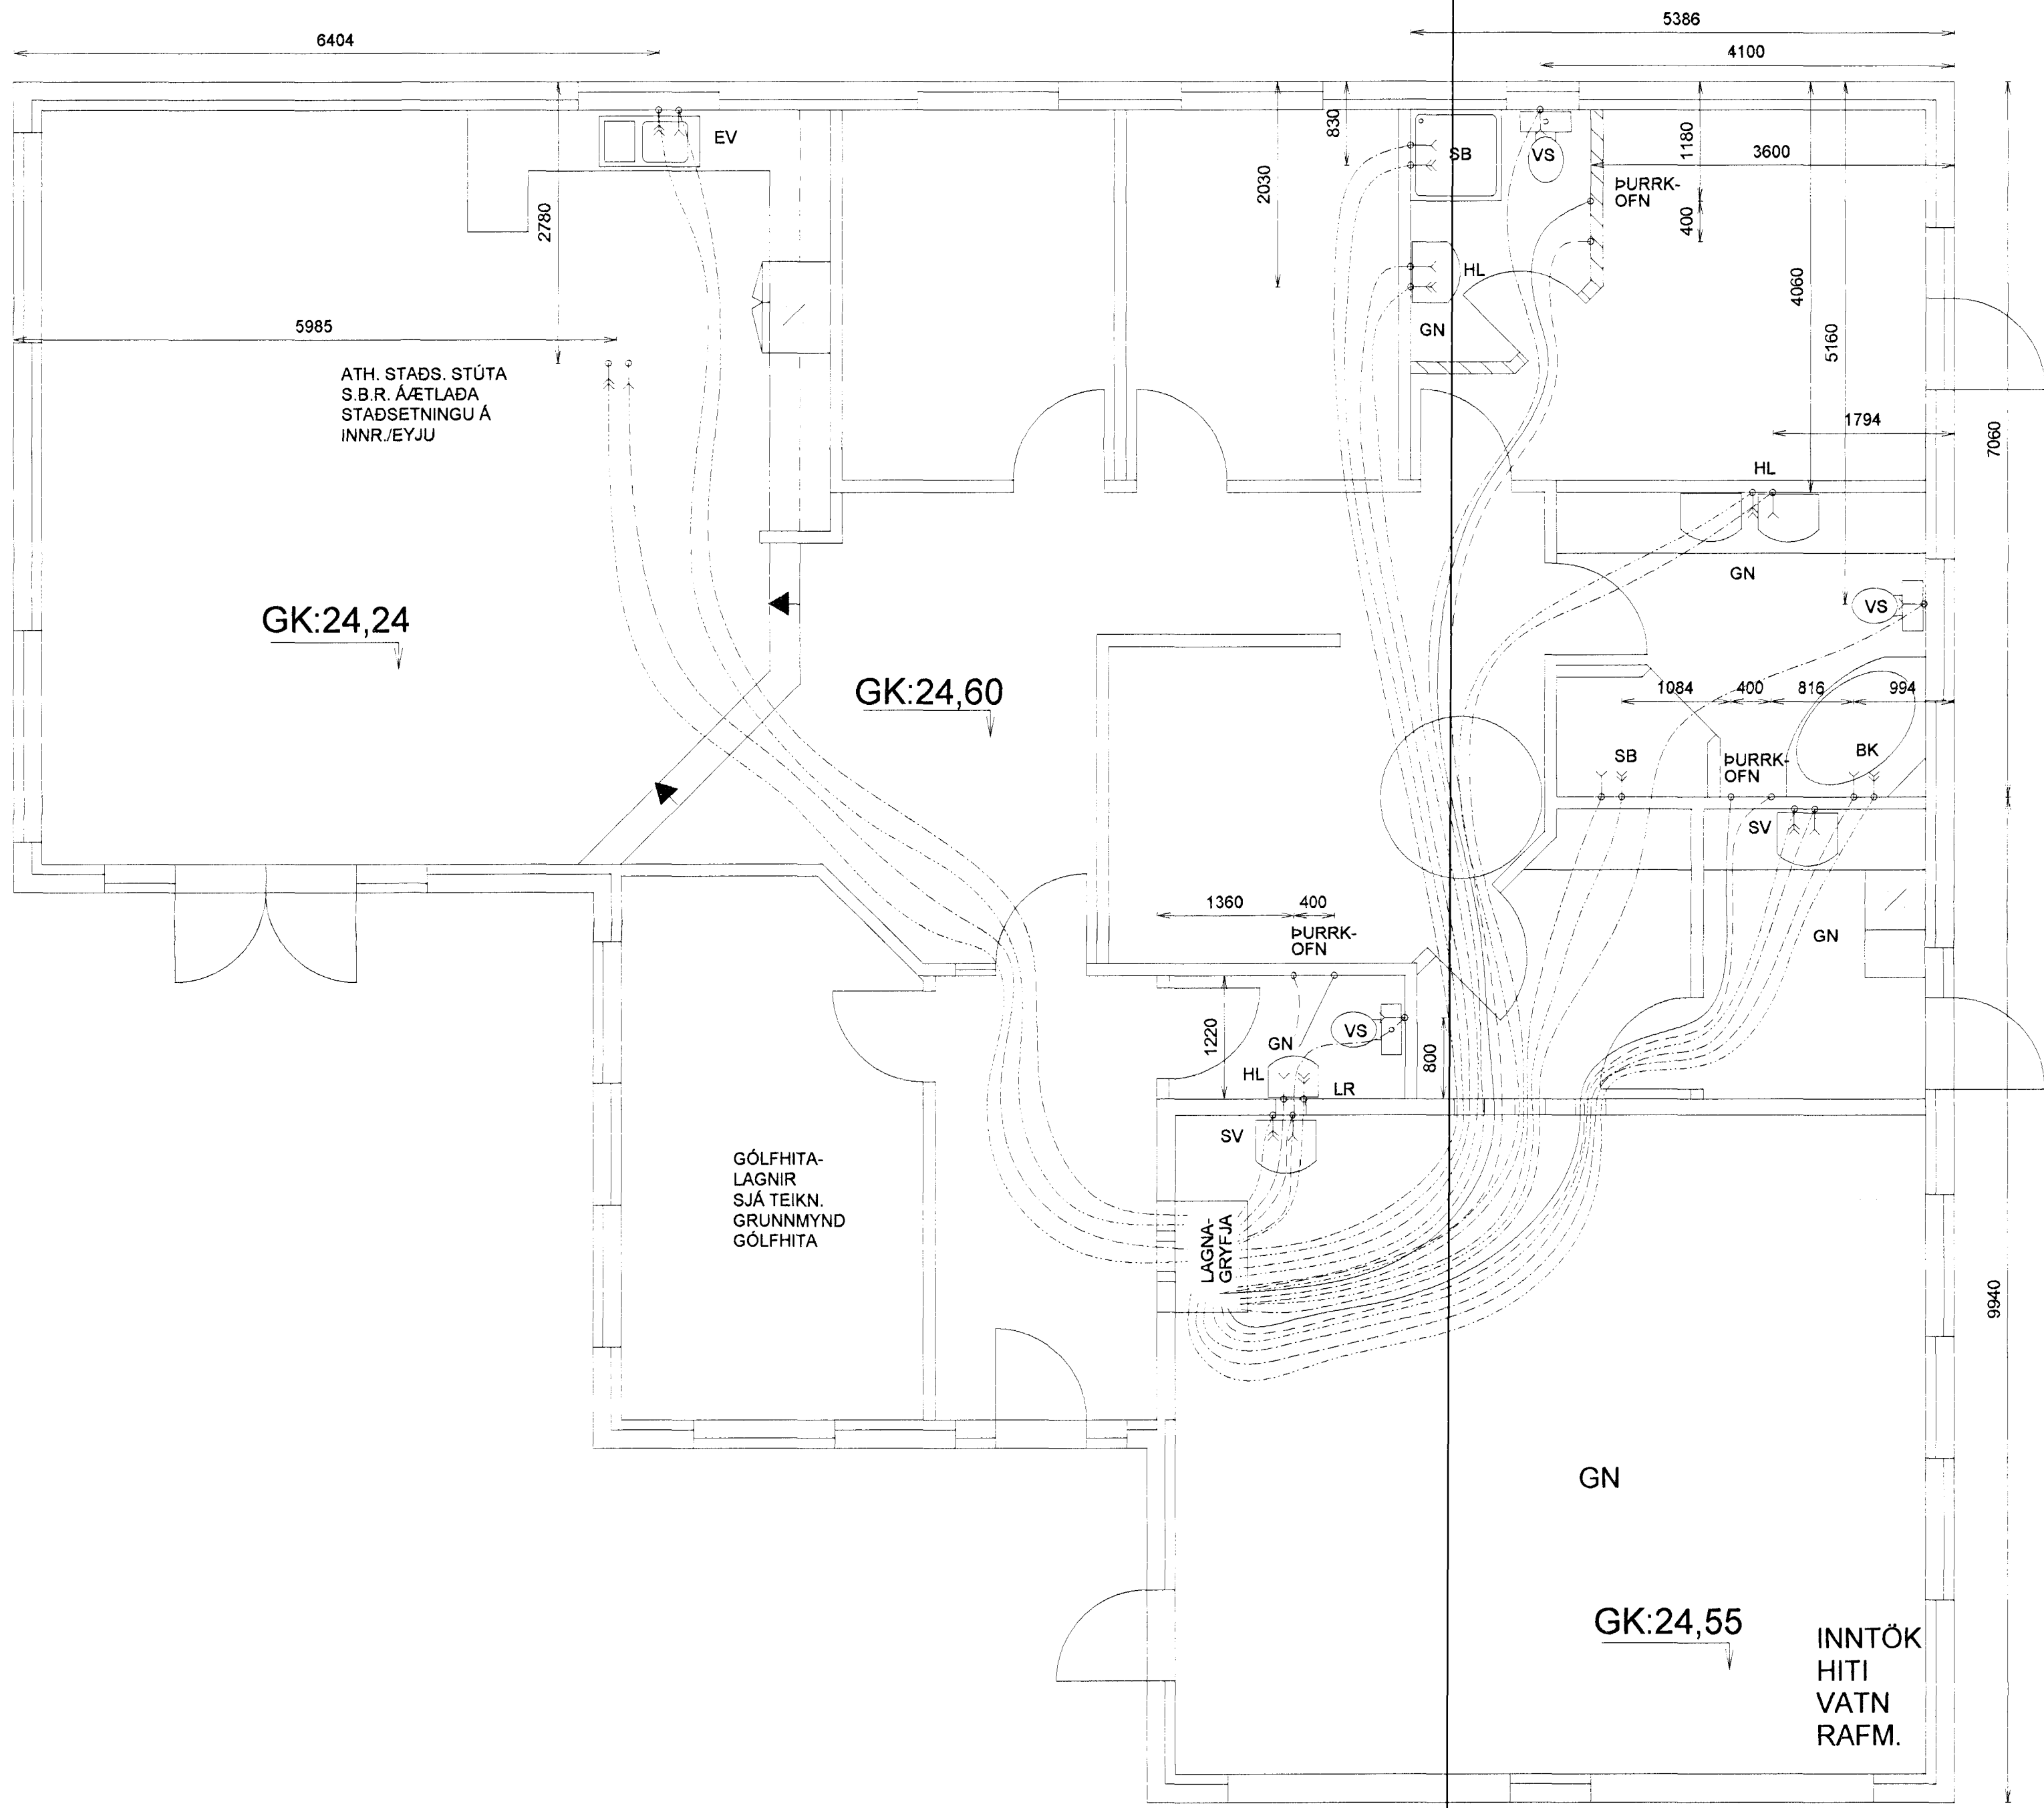 5386
6404
4100
EV
830
SB
VS
1180
3600
ÞURRK-
OFN
2030
2780
400
HL
4060
GN
5985
5160
ATH. STAÐS. STÚTA
S.B.R. ÁÆTLAÐA
STAÐSETNINGU Á
INNR./EYJU
1794
7060
HL
GN
VS
GK:24,24
GK:24,60
1084
400
816
994
SB
ÞURRK-
OFN
BK
SV
1360
400
ÞURRK-
OFN
GN
1220
GN
VS
800
HL
LR
SV
GÓLFHITA-
LAGNIR
SJÁ TEIKN.
GRUNNMYND
GÓLFHITA
LAGNA-
GRYFJA
9940
GN
GK:24,55
INNTÖK
HITI
VATN
RAFM.